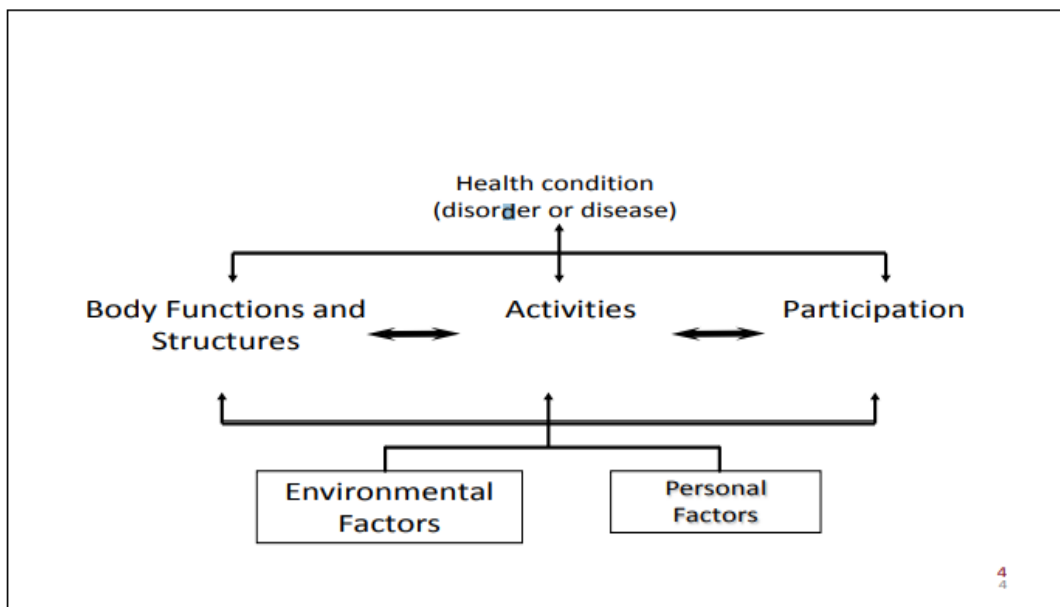 Health condition
(disorder or disease)
Body Functions and
Structures
Activities
Participation
Environmental
Factors
Personal
Factors
4
4